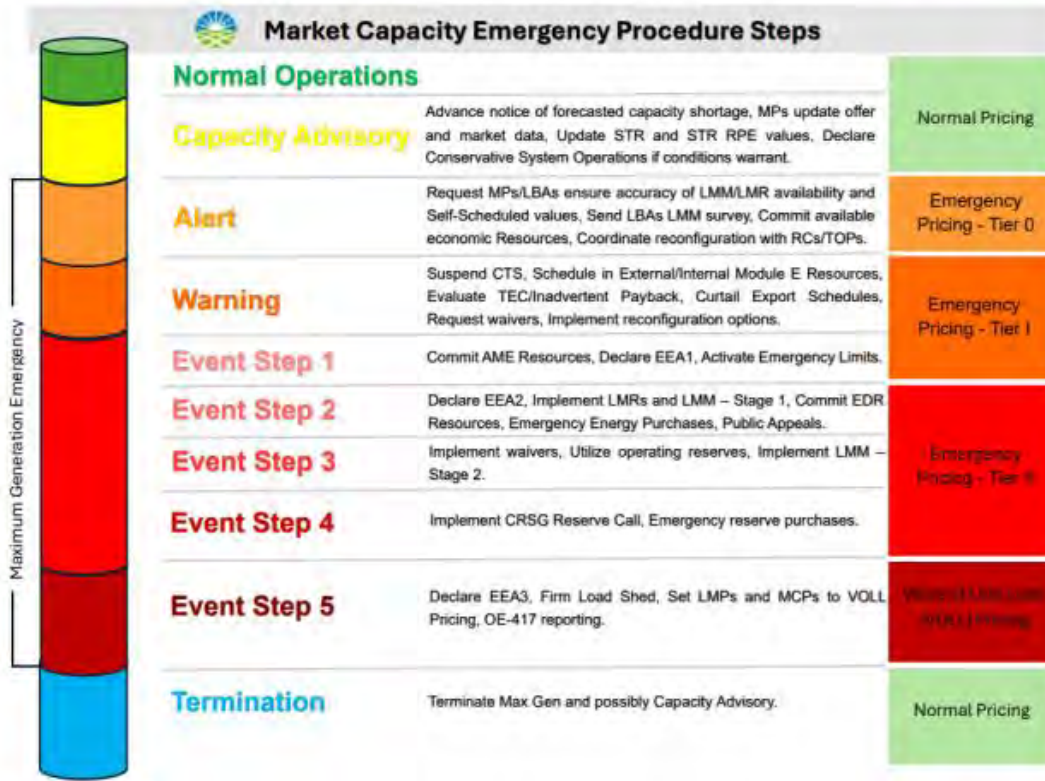 Market Capacity Emergency Procedure Steps
Normal Operations
Normal Pricing
Capacity Advisory
Advance notice of forecasted capacity shortage, MPs update offer
and market data, Update STR and STR RPE values, Declare
Conservative System Operations if conditions warrant.
Maximum Generation Emergency
Alert
Request MPs/LBAs ensure accuracy of LMM/LMR availability and
Self-Scheduled values, Send LBAs LMM survey, Commit available
economic Resources, Coordinate reconfiguration with RCs/TOPs.
Emergency
Pricing - Tier 0
Warning
Suspend CTS, Schedule in External/Internal Module E Resources,
Evaluate TEC/Inadvertent Payback, Curtail Export Schedules,
Request waivers, Implement reconfiguration options.
Emergency
Pricing - Tier I
Event Step 1
Commit AME Resources, Declare EEA1, Activate Emergency Limits.
Event Step 2
Declare EEA2, Implement LMRs and LMM – Stage 1, Commit EDR
Resources, Emergency Energy Purchases, Public Appeals.
Event Step 3
Implement waivers, Utilize operating reserves, Implement LMM –
Stage 2.
Emergency
Pricing - Tier
Event Step 4
Implement CRSG Reserve Call, Emergency reserve purchases.
Event Step 5
Declare EEA3, Firm Load Shed, Set LMPs and MCPs to VOLL
Pricing, OE-417 reporting.
Pricing
Termination
Terminate Max Gen and possibly Capacity Advisory.
Normal Pricing